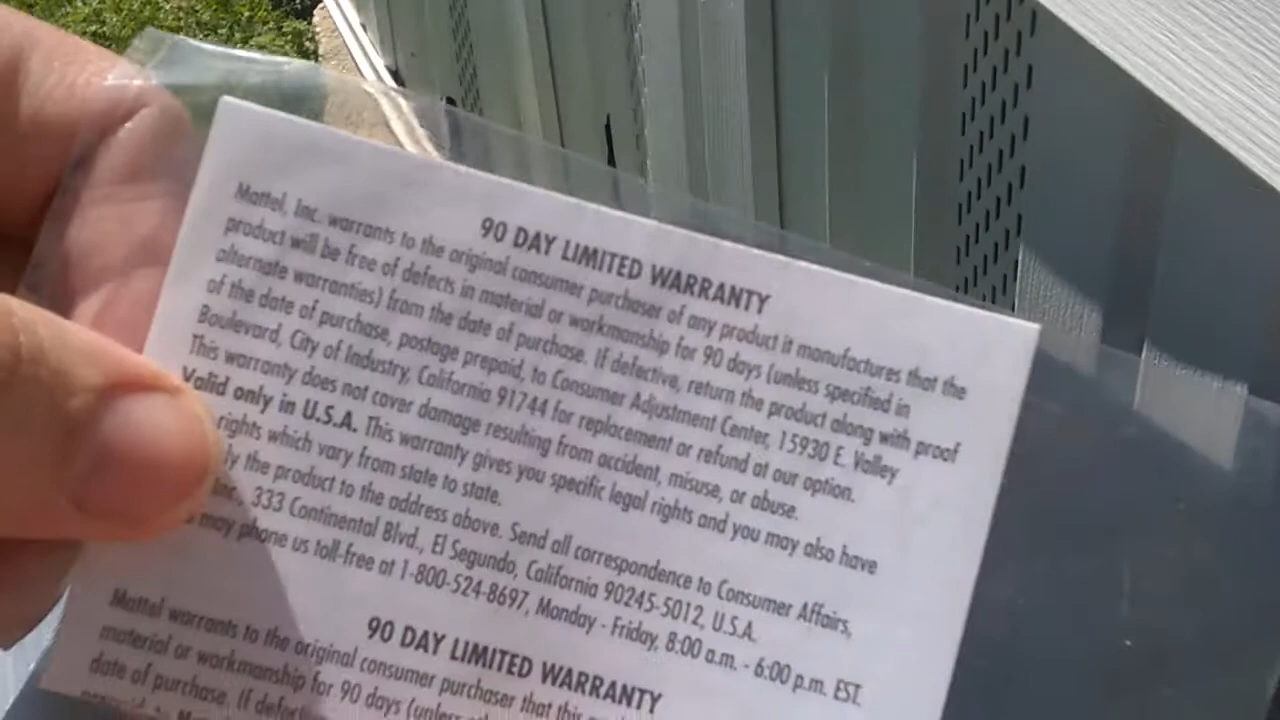 90 DAY LIMITED WARRANTY
Mattel, Inc. warrants to the original consumer purchaser of any product it manufactures that the
product will be free of defects in material or workmanship for 90 days (unless specified in
alternate warranties) from the date of purchase. If defective, return the product along with proof
of the date of purchase, postage prepaid, to Consumer Adjustment Center, 15930 E. Valley
Boulevard, City of Industry, California 91744 for replacement or refund at our option.
This warranty does not cover damage resulting from accident, misuse, or abuse.
Valid only in U.S.A. This warranty gives you specific legal rights and you may also have
rights which vary from state to state.
the product to the address above. Send all correspondence to Consumer Affairs,
Inc., 333 Continental Blvd., El Segundo, California 90245-5012, U.S.A.
may phone us toll-free at 1-800-524-8697, Monday - Friday, 8:00 a.m. - 6:00 p.m. EST.
90 DAY LIMITED WARRANTY
Mattel warrants to the original consumer purchaser that this
material or workmanship for 90 days (unless
date of purchase. If